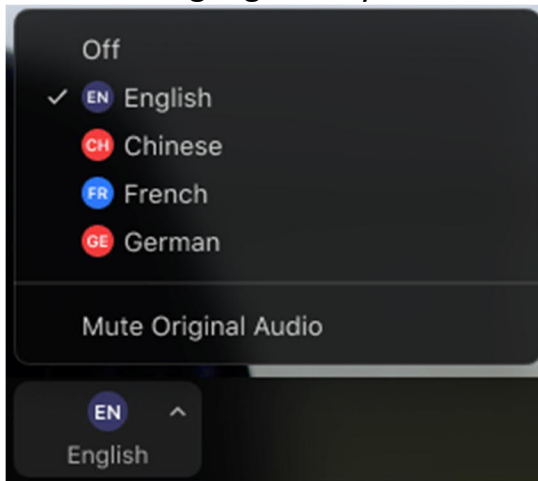 Off
✓ EN English
CH Chinese
FR French
GE German
Mute Original Audio
EN
English